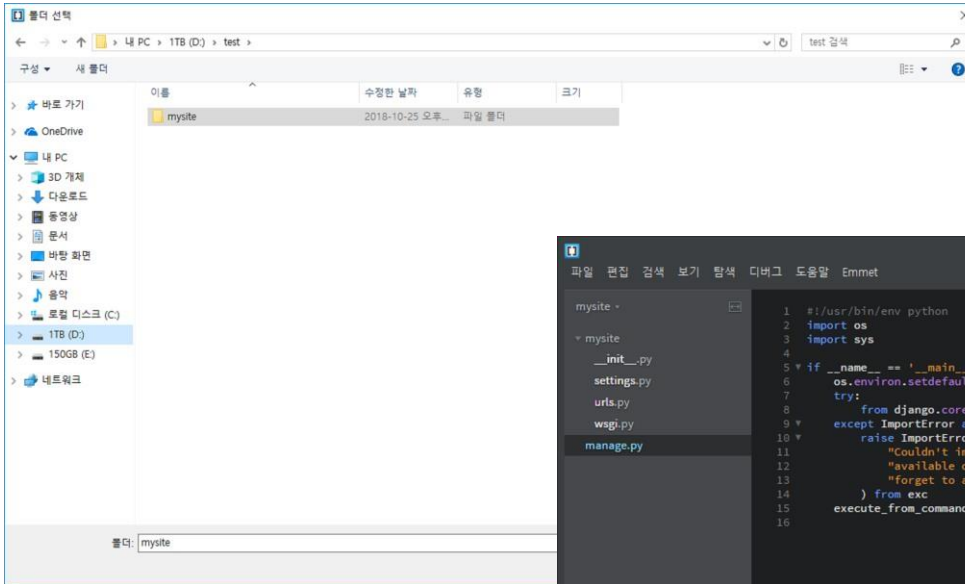 폴더 선택
내 PC > 1TB (D:) > test >
test 검색
구성
새 폴더
이름
수정한 날짜
유형
크기
mysite
2018-10-25 오후...
파일 폴더
바로 가기
OneDrive
내 PC
3D 개체
다운로드
동영상
문서
바탕 화면
사진
음악
로컬 디스크 (C:)
1TB (D:)
150GB (E:)
네트워크
폴더: mysite
파일 편집 검색 보기 탐색 디버그 도움말 Emmet
mysite
mysite
__init__.py
settings.py
urls.py
wsgi.py
manage.py
1 #!/usr/bin/env python
2 import os
3 import sys
4
5 if __name__ == '__main_
6 os.environ.setdefaul
7 try:
8 from django.core
9 except ImportError a
10 raise ImportErro
11 "Couldn't im
12 "available o
13 "forget to a
14 ) from exc
15 execute_from_command
16